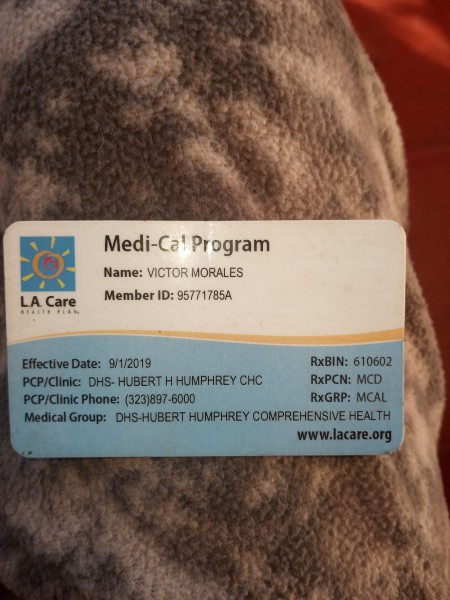 Medi-Cal Program
Name: VICTOR MORALES
Member ID: 95771785A
L.A. Care
HEALTH PLAN
Effective Date: 9/1/2019
PCP/Clinic: DHS- HUBERT H HUMPHREY CHC
PCP/Clinic Phone: (323)897-6000
Medical Group: DHS-HUBERT HUMPHREY COMPREHENSIVE HEALTH
RxBIN: 610602
RxPCN: MCD
RxGRP: MCAL
www.lacare.org